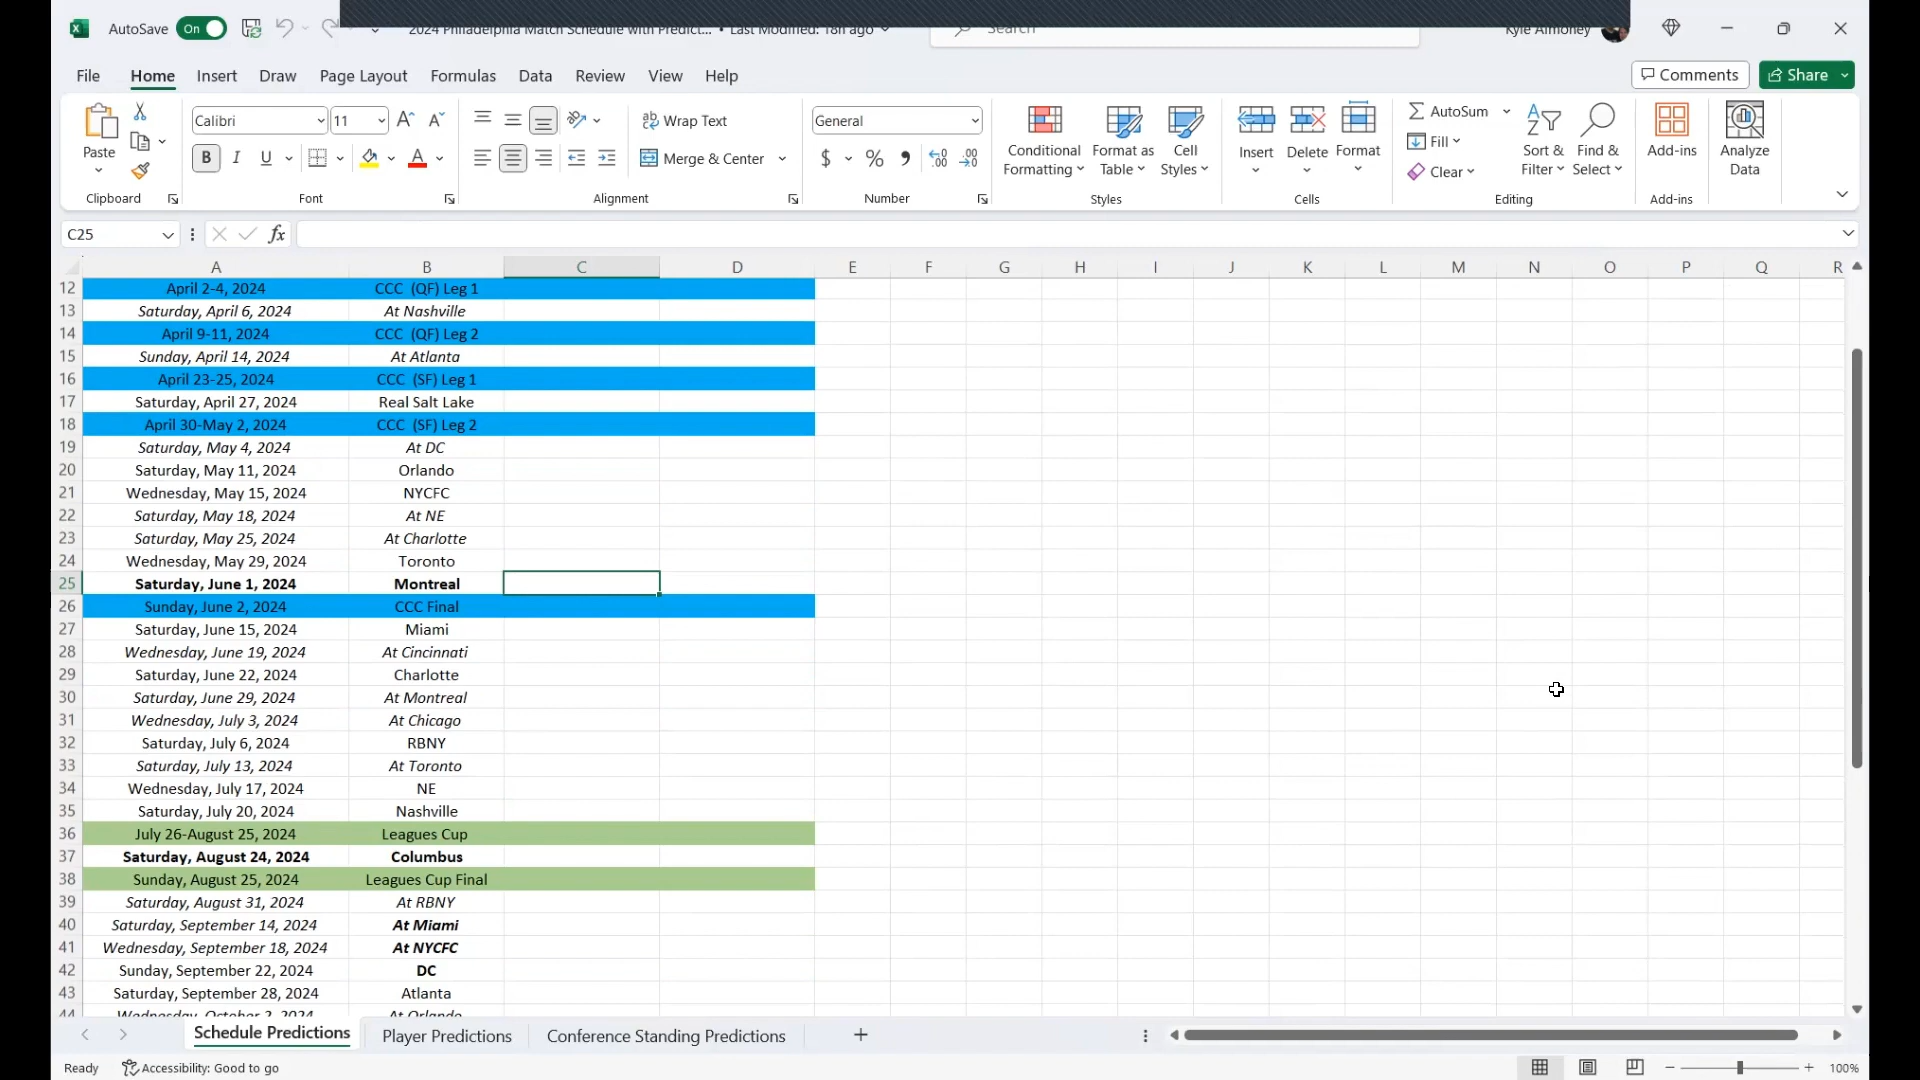 AutoSave On 2024 Philadelphia Match Schedule with Predict... • Last Modified: 18h ago Search Kyle Almoney
File Home Insert Draw Page Layout Formulas Data Review View Help Comments Share
Calibri 11 Wrap Text General AutoSum
Paste B I U Merge & Center $ % Conditional Formatting Format as Table Cell Styles Insert Delete Format Fill Sort & Filter Find & Select Add-ins Analyze Data
Clear
Clipboard Font Alignment Number Styles Cells Editing Add-ins
C25 fx
A B C D E F G H I J K L M N O P Q R
12 April 2-4, 2024 CCC (QF) Leg 1
13 Saturday, April 6, 2024 At Nashville
14 April 9-11, 2024 CCC (QF) Leg 2
15 Sunday, April 14, 2024 At Atlanta
16 April 23-25, 2024 CCC (SF) Leg 1
17 Saturday, April 27, 2024 Real Salt Lake
18 April 30-May 2, 2024 CCC (SF) Leg 2
19 Saturday, May 4, 2024 At DC
20 Saturday, May 11, 2024 Orlando
21 Wednesday, May 15, 2024 NYCFC
22 Saturday, May 18, 2024 At NE
23 Saturday, May 25, 2024 At Charlotte
24 Wednesday, May 29, 2024 Toronto
25 Saturday, June 1, 2024 Montreal
26 Sunday, June 2, 2024 CCC Final
27 Saturday, June 15, 2024 Miami
28 Wednesday, June 19, 2024 At Cincinnati
29 Saturday, June 22, 2024 Charlotte
30 Saturday, June 29, 2024 At Montreal
31 Wednesday, July 3, 2024 At Chicago
32 Saturday, July 6, 2024 RBNY
33 Saturday, July 13, 2024 At Toronto
34 Wednesday, July 17, 2024 NE
35 Saturday, July 20, 2024 Nashville
36 July 26-August 25, 2024 Leagues Cup
37 Saturday, August 24, 2024 Columbus
38 Sunday, August 25, 2024 Leagues Cup Final
39 Saturday, August 31, 2024 At RBNY
40 Saturday, September 14, 2024 At Miami
41 Wednesday, September 18, 2024 At NYCFC
42 Sunday, September 22, 2024 DC
43 Saturday, September 28, 2024 Atlanta
44 Wednesday, October 2, 2024 At Orlando
Schedule Predictions Player Predictions Conference Standing Predictions
Ready Accessibility: Good to go 100%